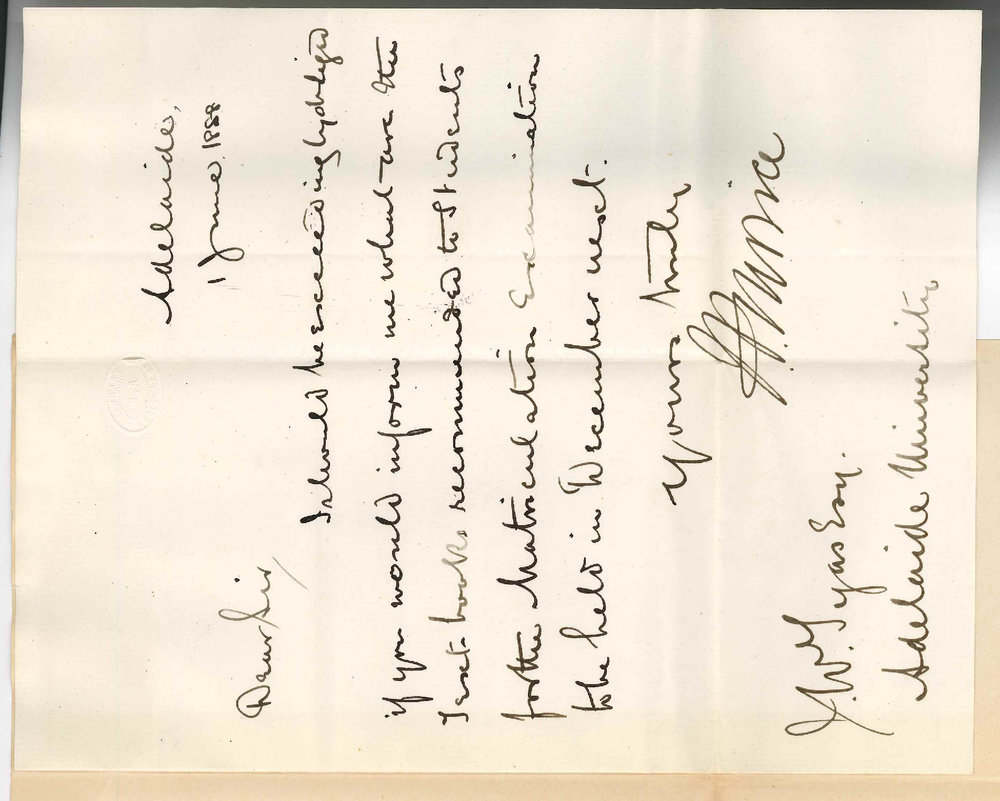 Adelaide,
1 June 1888
Dear Sir,
I should be exceedingly obliged
if you would inform me what are the
Text-books recommended to Students
for the Matriculation Examination
to be held in December next.
Yours truly
J. W. Tyas Esq.
Adelaide University